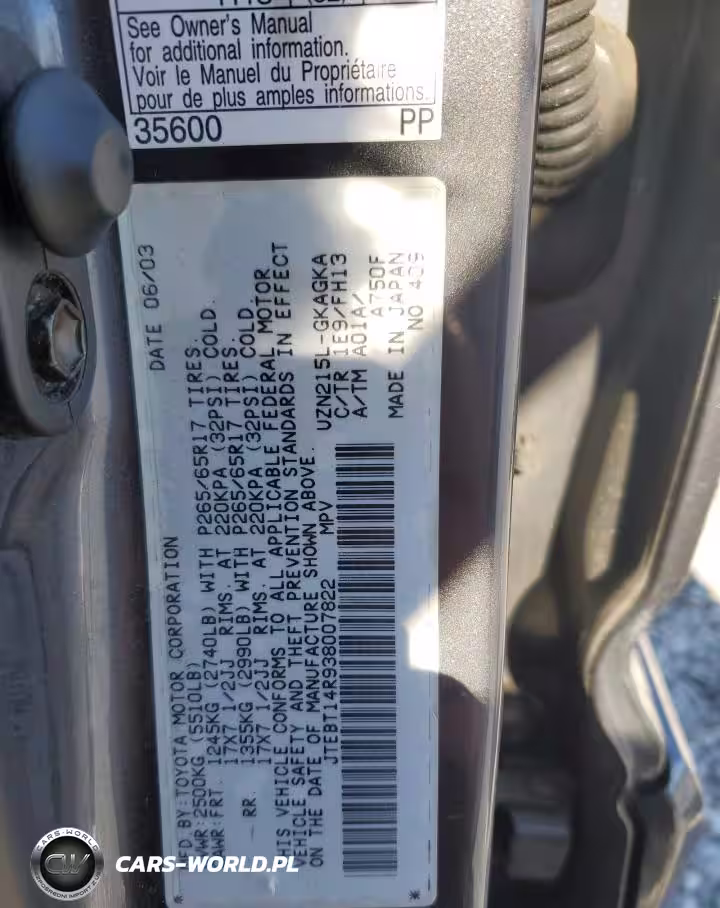 See Owner's Manual
for additional information.
Voir le Manuel du Propriétaire
pour de plus amples informations.
35600 PP
DATE 06/03
MFD.BY:TOYOTA MOTOR CORPORATION
GVWR:2500KG (5510LB)
GAWR:FRT. 1245KG (2740LB) WITH P265/65R17 TIRES.
17X7 1/2JJ RIMS. AT 220KPA (32PSI) COLD.
RR. 1355KG (2990LB) WITH P265/65R17 TIRES.
17X7 1/2JJ RIMS. AT 220KPA (32PSI) COLD.
THIS VEHICLE CONFORMS TO ALL APPLICABLE FEDERAL MOTOR
VEHICLE SAFETY AND THEFT PREVENTION STANDARDS IN EFFECT
ON THE DATE OF MANUFACTURE SHOWN ABOVE.
JTEBT14R938007822 MPV
UZN215L-GKAGKA
C/TR 1E9/FH13
A/TM A01A/
A750F
MADE IN JAPAN
NO 409
CARS-WORLD
CW
CARS-WORLD.PL